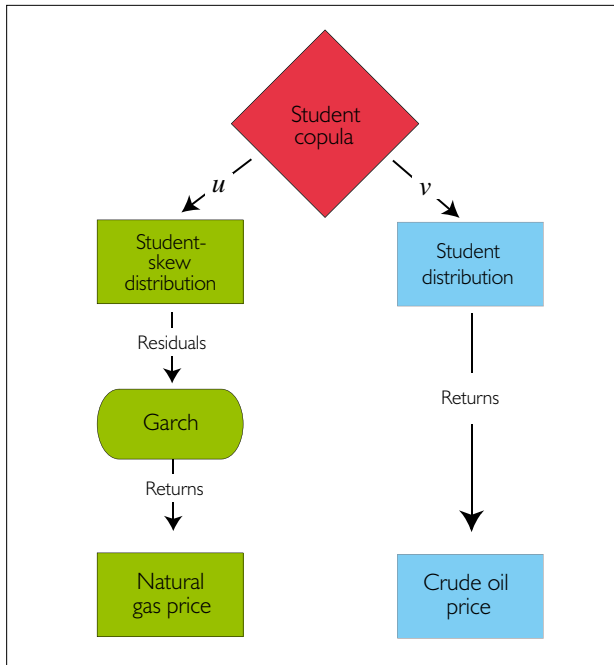 Student
copula
u
v
Student-
skew
distribution
Student
distribution
Residuals
Returns
Garch
Returns
Natural
gas price
Crude oil
price